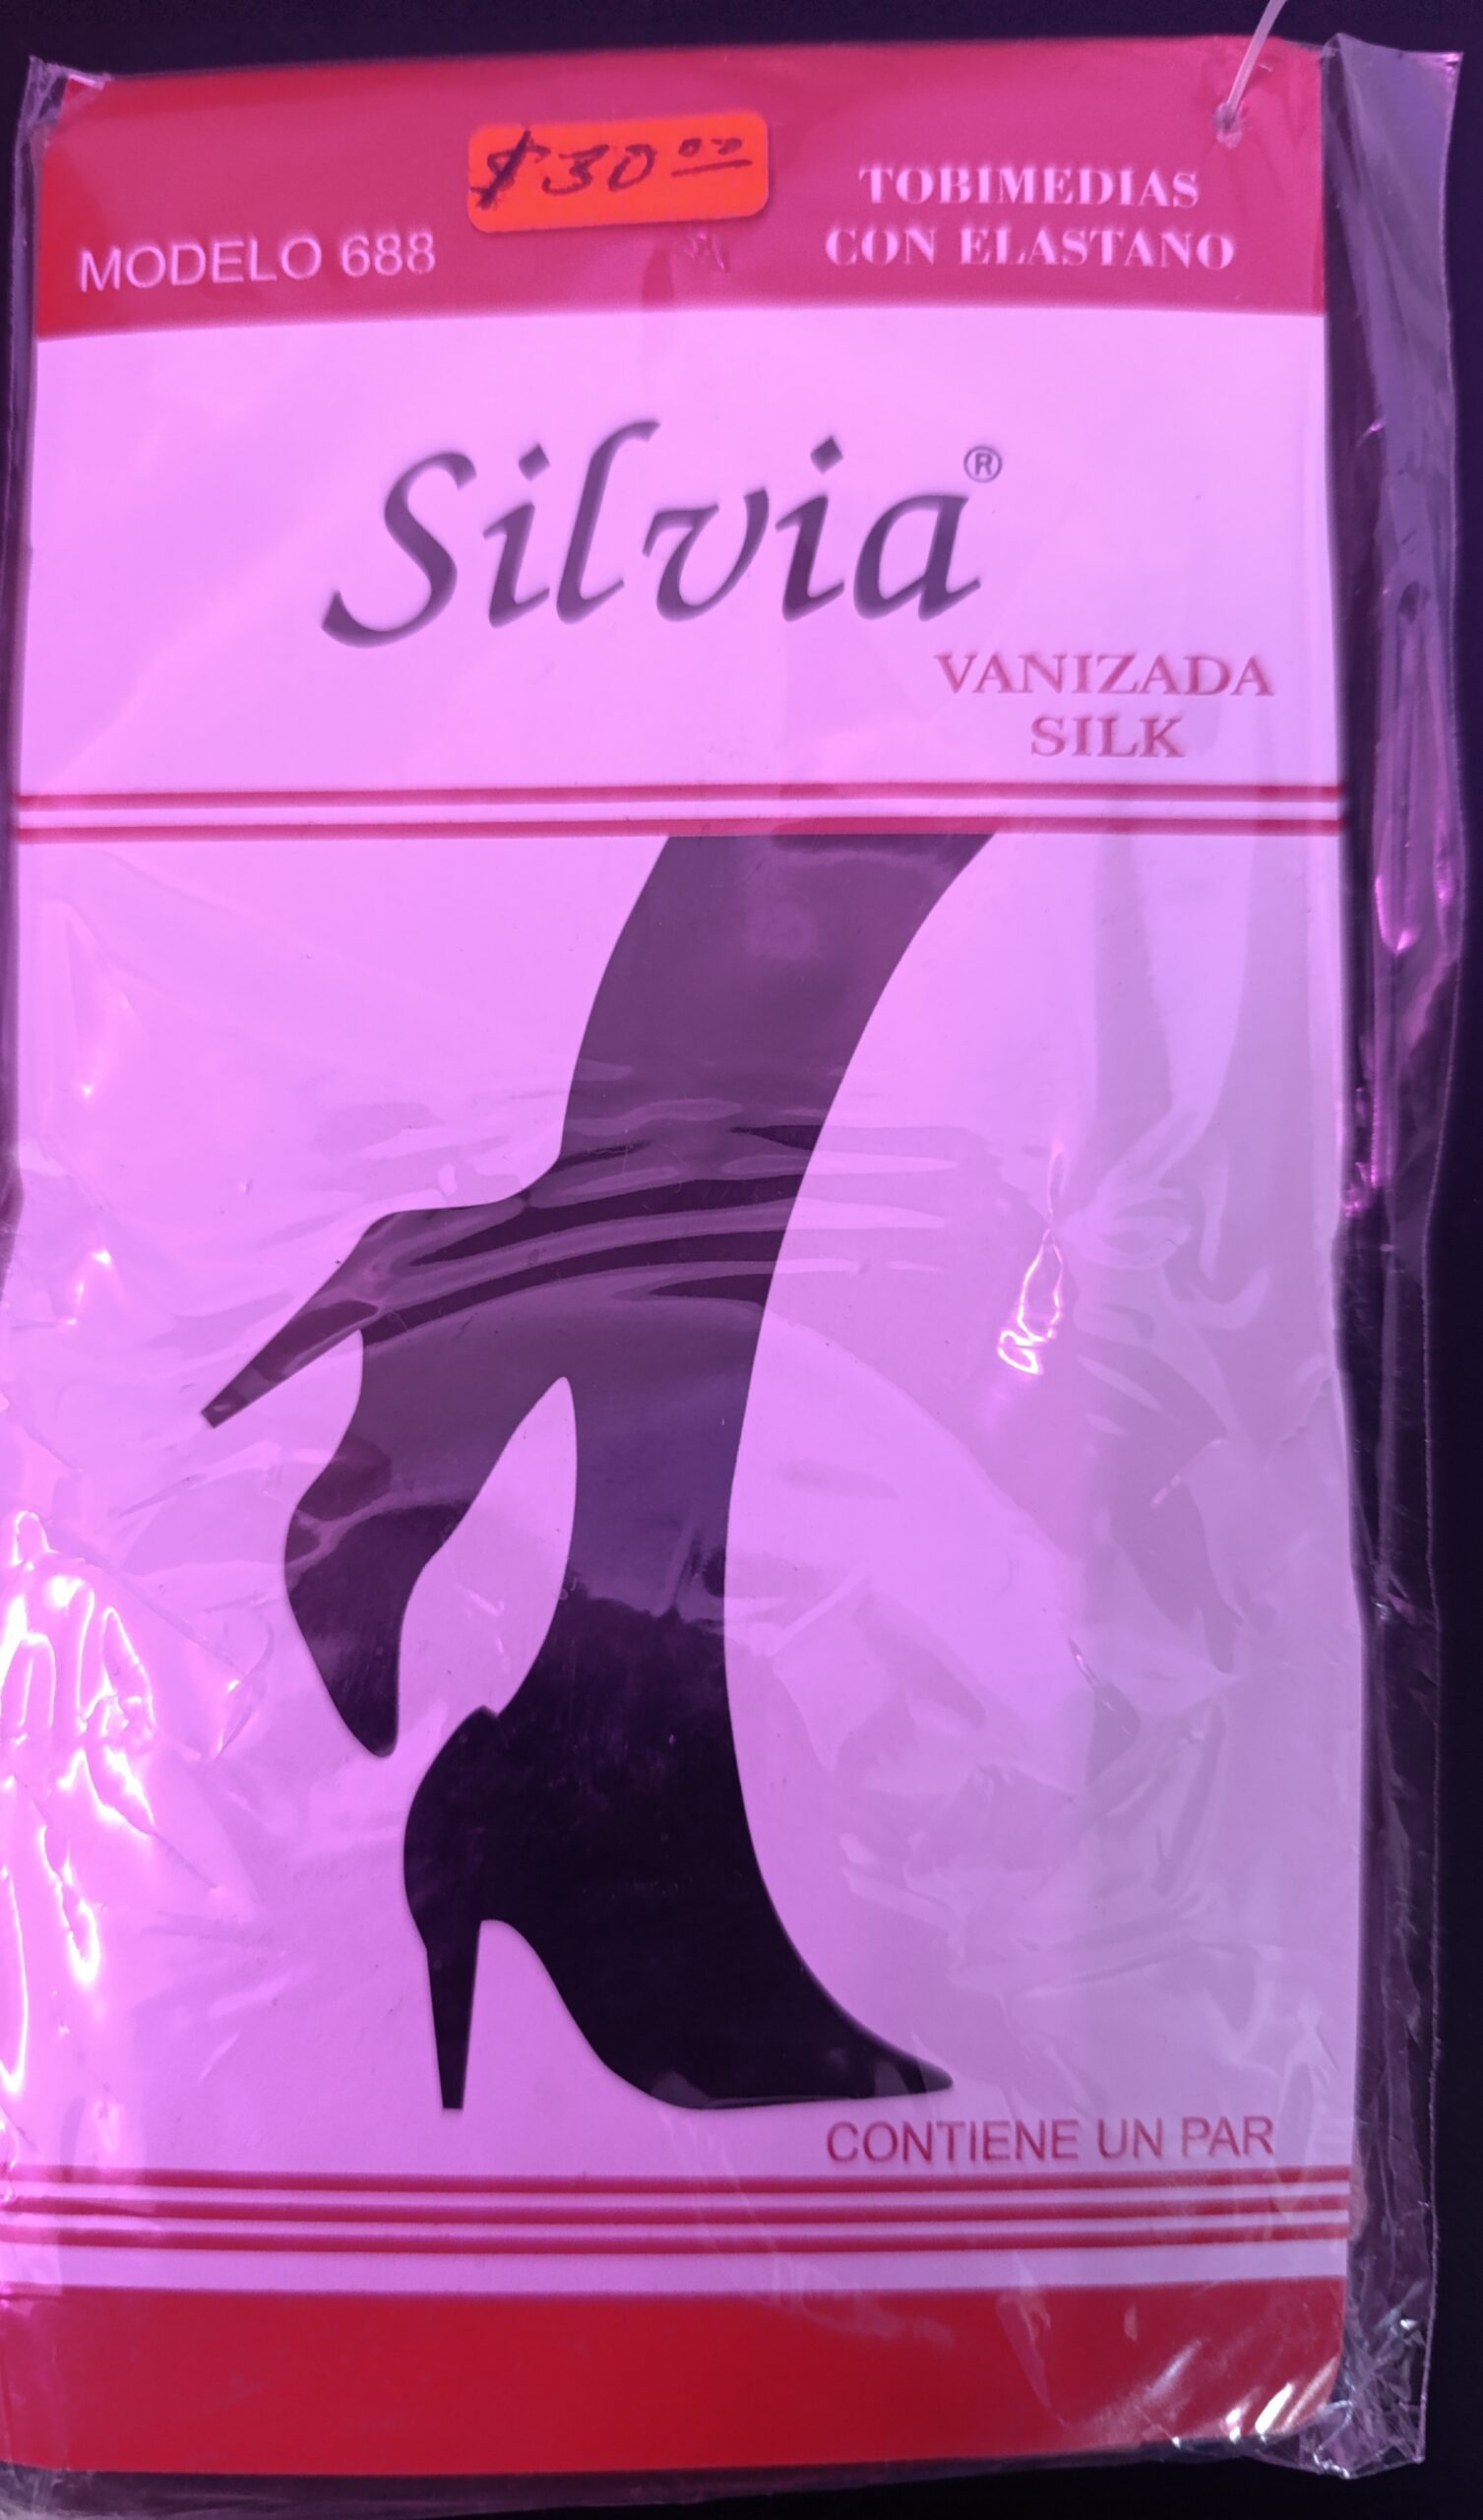 $30.00
TOBIMEDIAS
CON ELASTANO
MODELO 688
Silvia®
VANIZADA
SILK
CONTIENE UN PAR